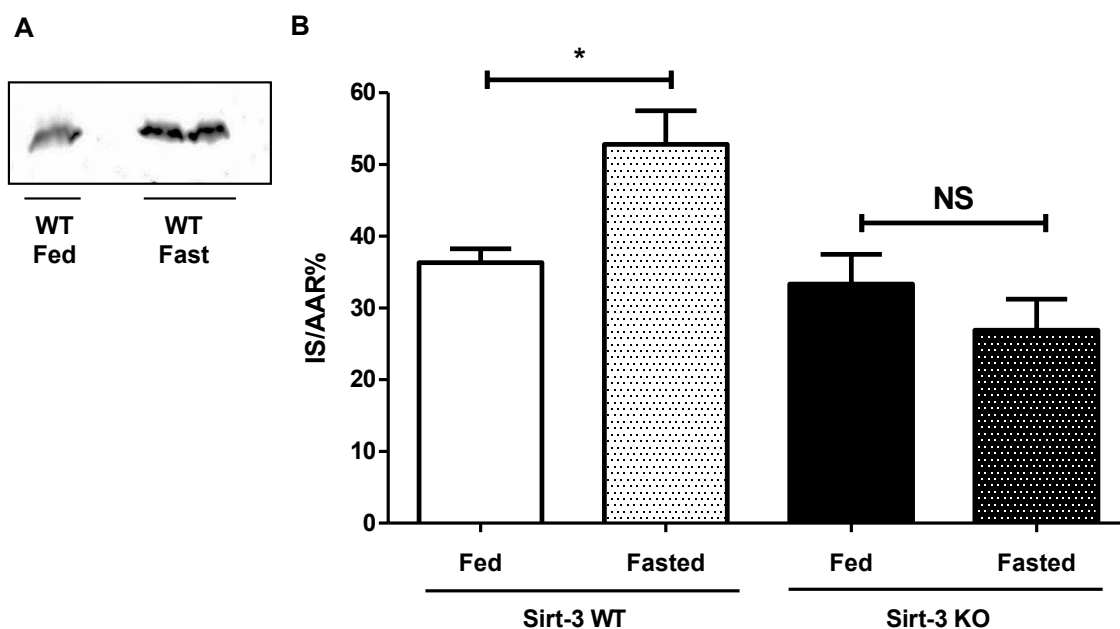 A
B
WT
Fed
WT
Fast
*
NS
IS/AAR%
60
50
40
30
20
10
0
Fed
Fasted
Fed
Fasted
Sirt-3 WT
Sirt-3 KO